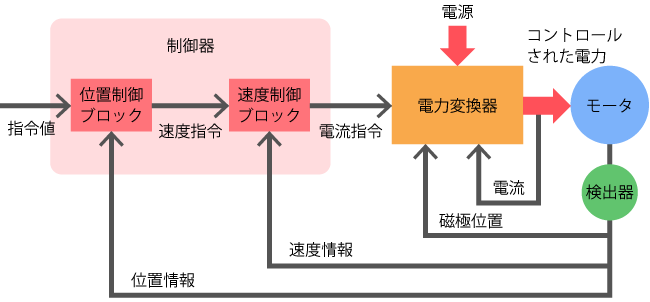 電源
コントロール
された電力
制御器
位置制御
ブロック
速度制御
ブロック
電力変換器
モータ
指令値
速度指令
電流指令
電流
検出器
磁極位置
速度情報
位置情報